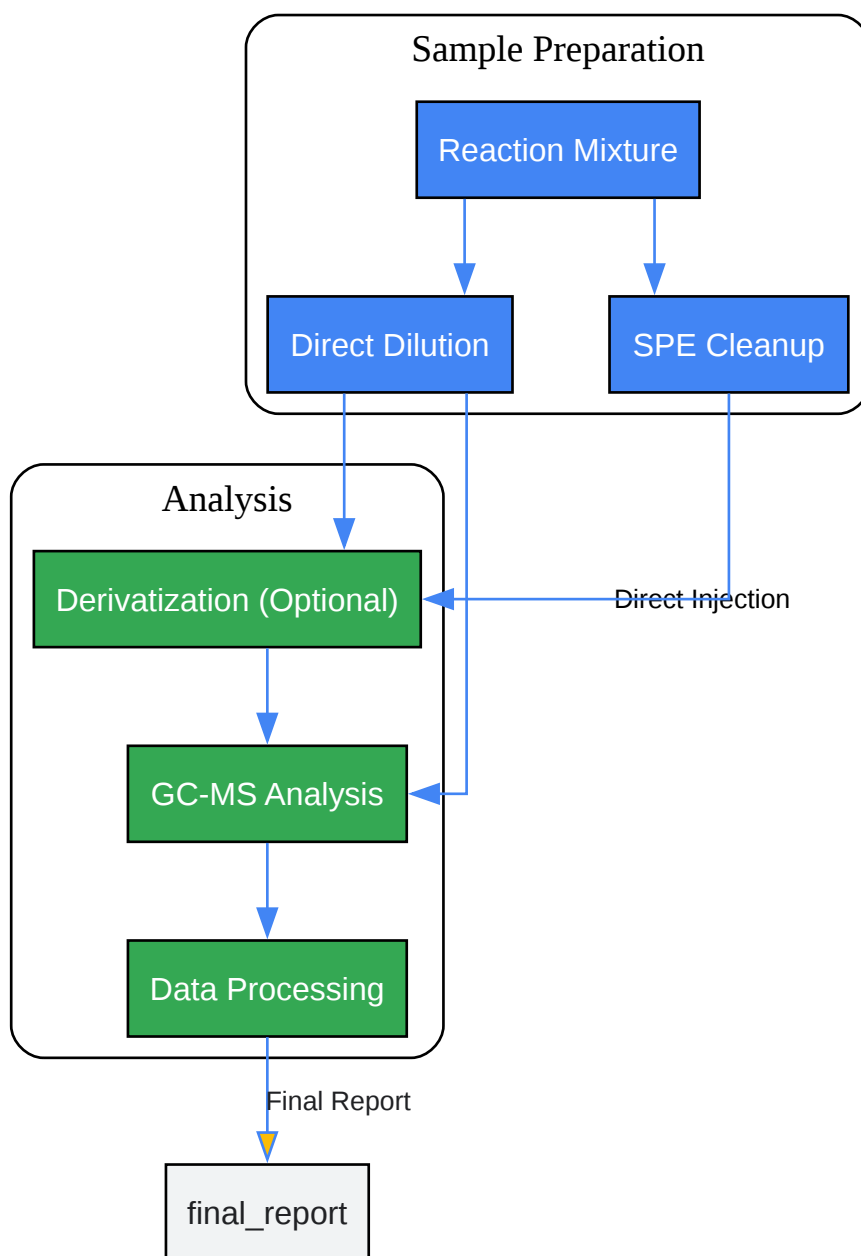 Sample Preparation
Reaction Mixture
Direct Dilution
SPE Cleanup
Analysis
Derivatization (Optional)
Direct Injection
GC-MS Analysis
Data Processing
Final Report
final_report